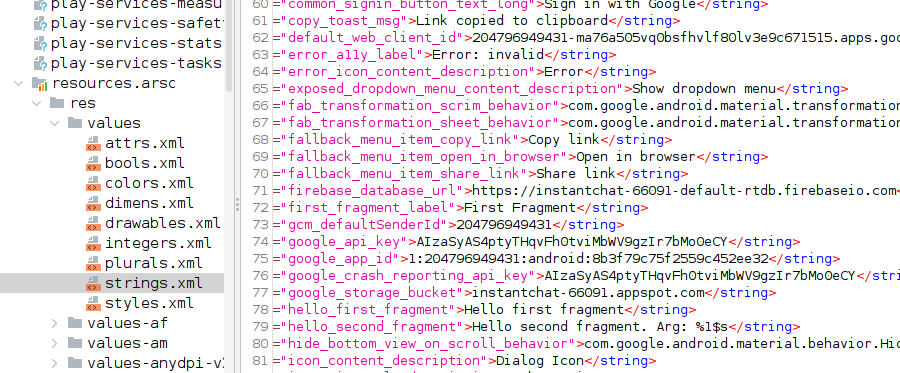 play-services-measu
play-services-safet
play-services-stats
play-services-tasks
resources.arsc
res
values
attrs.xml
bools.xml
colors.xml
dimens.xml
drawables.xml
integers.xml
plurals.xml
strings.xml
styles.xml
values-af
values-am
values-anydpi-v
60 ="common_signin_button_text_long">Sign in with Google</string>
61 ="copy_toast_msg">Link copied to clipboard</string>
62 ="default_web_client_id">204796949431-ma76a505vq0bsfhvlf80lv3e9c671515.apps.goo
63 ="error_a11y_label">Error: invalid</string>
64 ="error_icon_content_description">Error</string>
65 ="exposed_dropdown_menu_content_description">Show dropdown menu</string>
66 ="fab_transformation_scrim_behavior">com.google.android.material.transformation
67 ="fab_transformation_sheet_behavior">com.google.android.material.transformation
68 ="fallback_menu_item_copy_link">Copy link</string>
69 ="fallback_menu_item_open_in_browser">Open in browser</string>
70 ="fallback_menu_item_share_link">Share link</string>
71 ="firebase_database_url">https://instantchat-66091-default-rtdb.firebaseio.com<
72 ="first_fragment_label">First Fragment</string>
73 ="gcm_defaultSenderId">204796949431</string>
74 ="google_api_key">AIzaSyAS4ptyTHqvFhOtviMbWV9gzIr7bMo0eCY</string>
75 ="google_app_id">1:204796949431:android:8b3f79c75f2559c452ee32</string>
76 ="google_crash_reporting_api_key">AIzaSyAS4ptyTHqvFhOtviMbWV9gzIr7bMo0eCY</stri
77 ="google_storage_bucket">instantchat-66091.appspot.com</string>
78 ="hello_first_fragment">Hello first fragment</string>
79 ="hello_second_fragment">Hello second fragment. Arg: %1$s</string>
80 ="hide_bottom_view_on_scroll_behavior">com.google.android.material.behavior.Hid
81 ="icon_content_description">Dialog Icon</string>